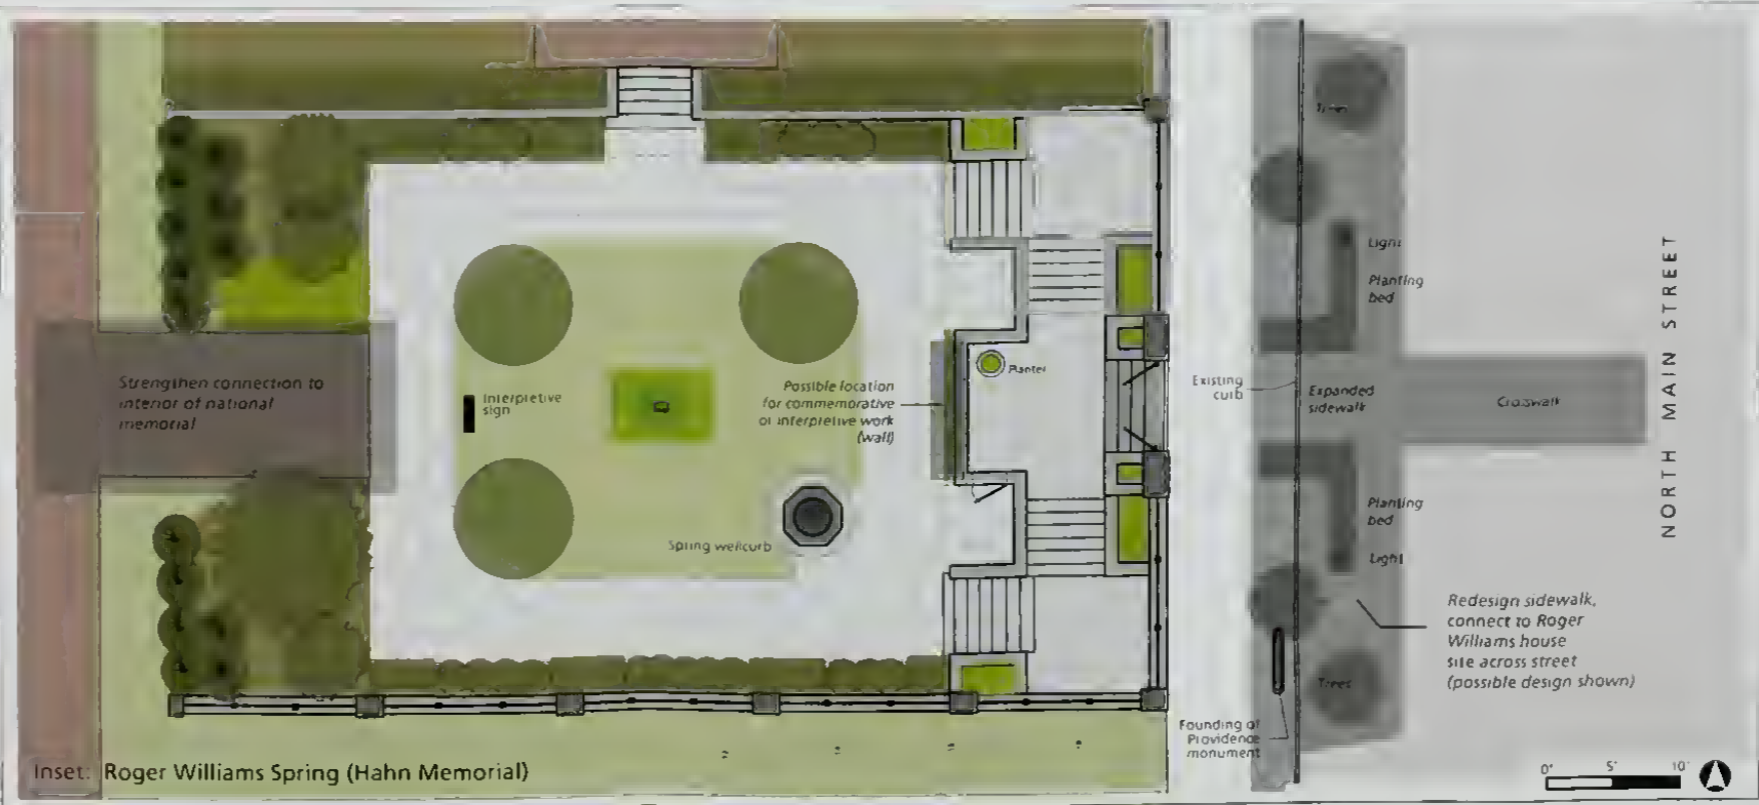 Trees
Light
Planting
bed
NORTH MAIN STREET
Strengthen connection to
interior of national
memorial
Interpretive
sign
Possible location
for commemorative
or interpretive work
(wall)
Planter
Existing
curb
Expanded
sidewalk
Crosswalk
Spring wellcurb
Planting
bed
Light
Redesign sidewalk,
connect to Roger
Williams house
site across street
(possible design shown)
Trees
Founding of
Providence
monument
Inset: Roger Williams Spring (Hahn Memorial)
0' 5' 10'